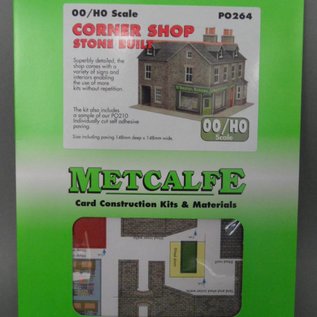 00/HO Scale
PO264
CORNER SHOP
STONE BUILT
Superbly detailed, the
shop comes with a
variety of signs and
interiors enabling
the use of more
kits without repetition.
The kit also includes
a sample of our PO210
Individually cut self adhesive
paving.
Size including paving 148mm deep x 148mm wide.
00/HO
Scale
METCALFE
Card Construction Kits & Materials